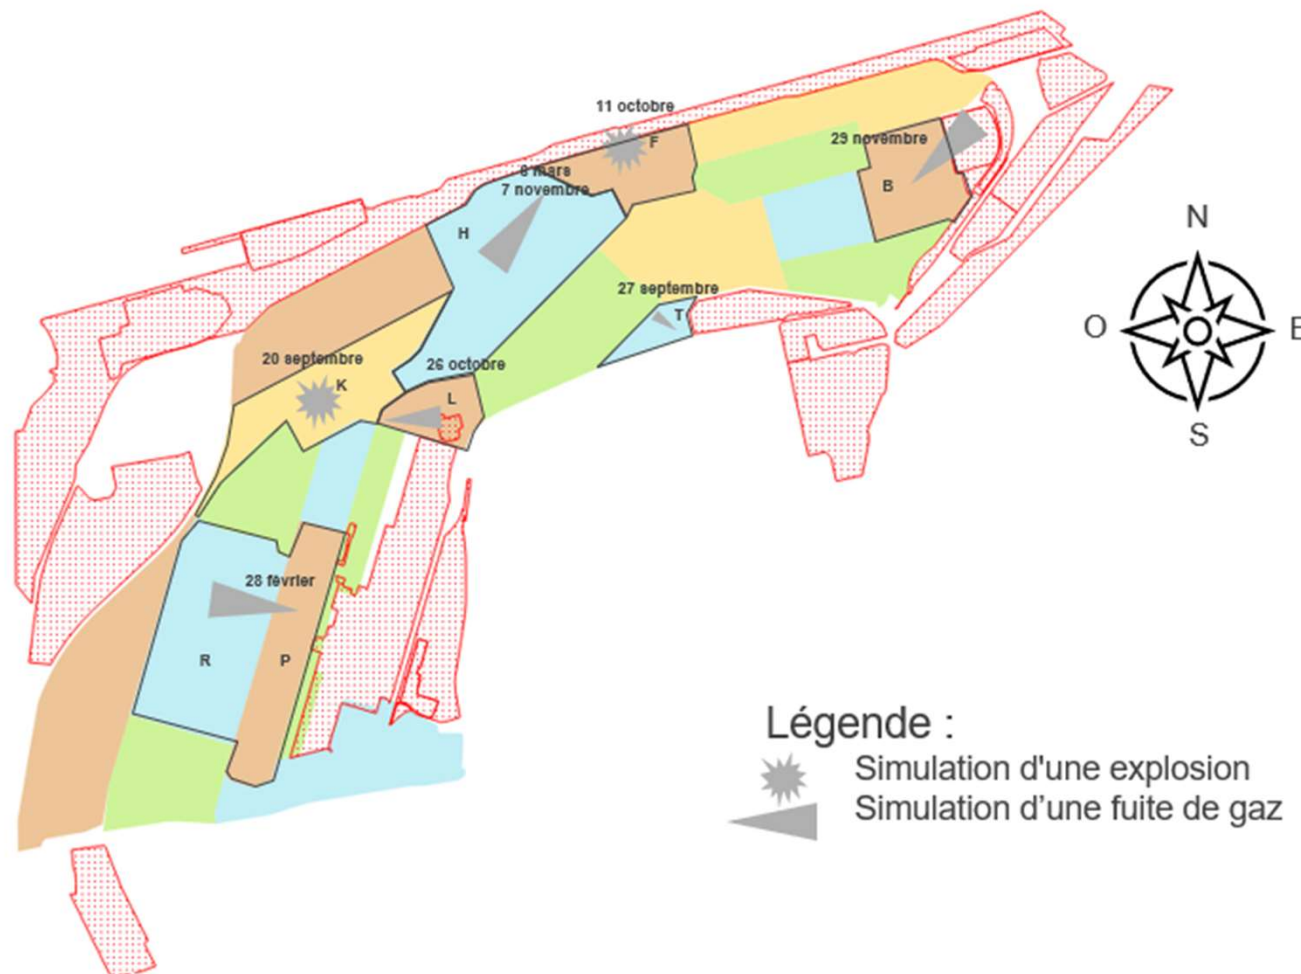 11 octobre
F
29 novembre
8 mars
7 novembre
B
H
N
27 septembre
T
O
E
20 septembre
26 octobre
K
L
S
28 février
R
P
Légende :
Simulation d'une explosion
Simulation d’une fuite de gaz